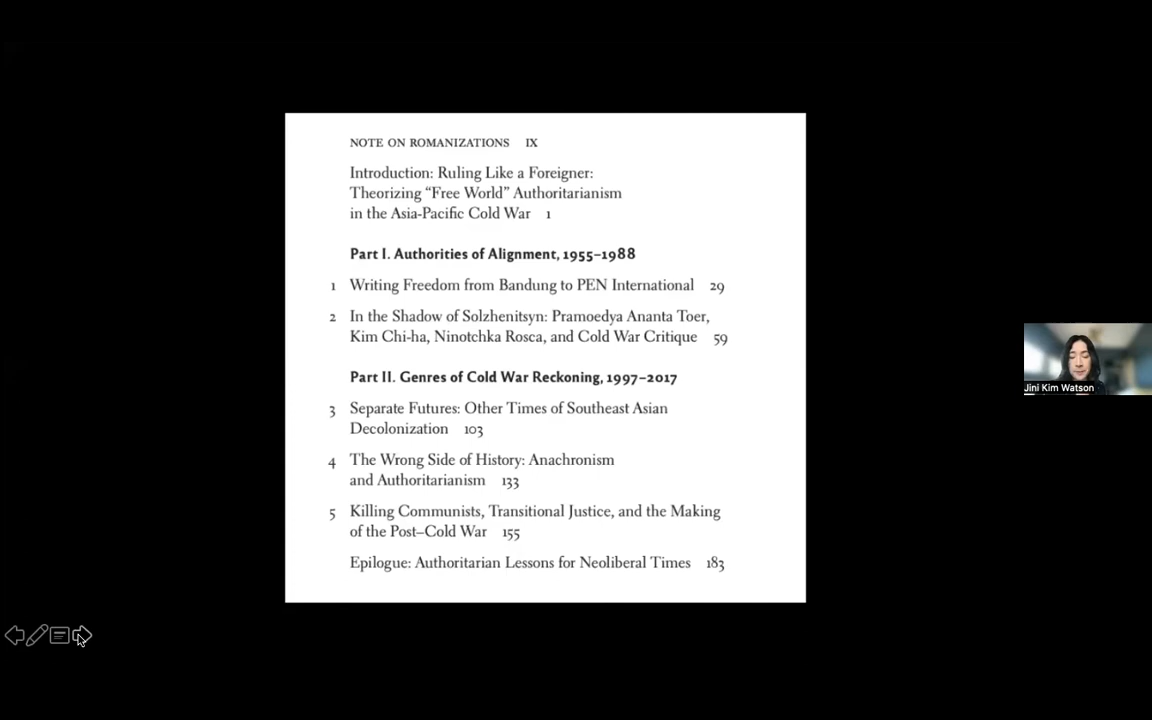 NOTE ON ROMANIZATIONS IX
Introduction: Ruling Like a Foreigner:
Theorizing “Free World” Authoritarianism
in the Asia-Pacific Cold War 1
Part I. Authorities of Alignment, 1955–1988
1 Writing Freedom from Bandung to PEN International 29
2 In the Shadow of Solzhenitsyn: Pramoedya Ananta Toer,
Kim Chi-ha, Ninotchka Rosca, and Cold War Critique 59
Part II. Genres of Cold War Reckoning, 1997–2017
3 Separate Futures: Other Times of Southeast Asian
Decolonization 103
4 The Wrong Side of History: Anachronism
and Authoritarianism 133
5 Killing Communists, Transitional Justice, and the Making
of the Post–Cold War 155
Epilogue: Authoritarian Lessons for Neoliberal Times 183
Jini Kim Watson